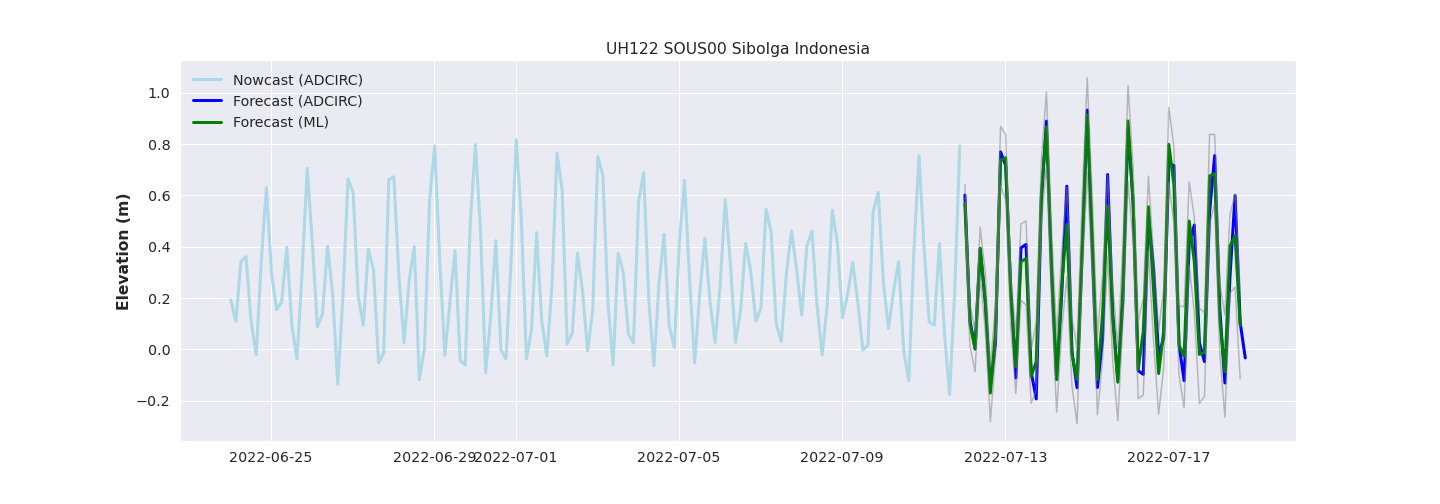 UH122 SOUS00 Sibolga Indonesia
Nowcast (ADCIRC)
Forecast (ADCIRC)
Forecast (ML)
Elevation (m)
1.0
0.8
0.6
0.4
0.2
0.0
−0.2
2022-06-25
2022-06-29
2022-07-01
2022-07-05
2022-07-09
2022-07-13
2022-07-17